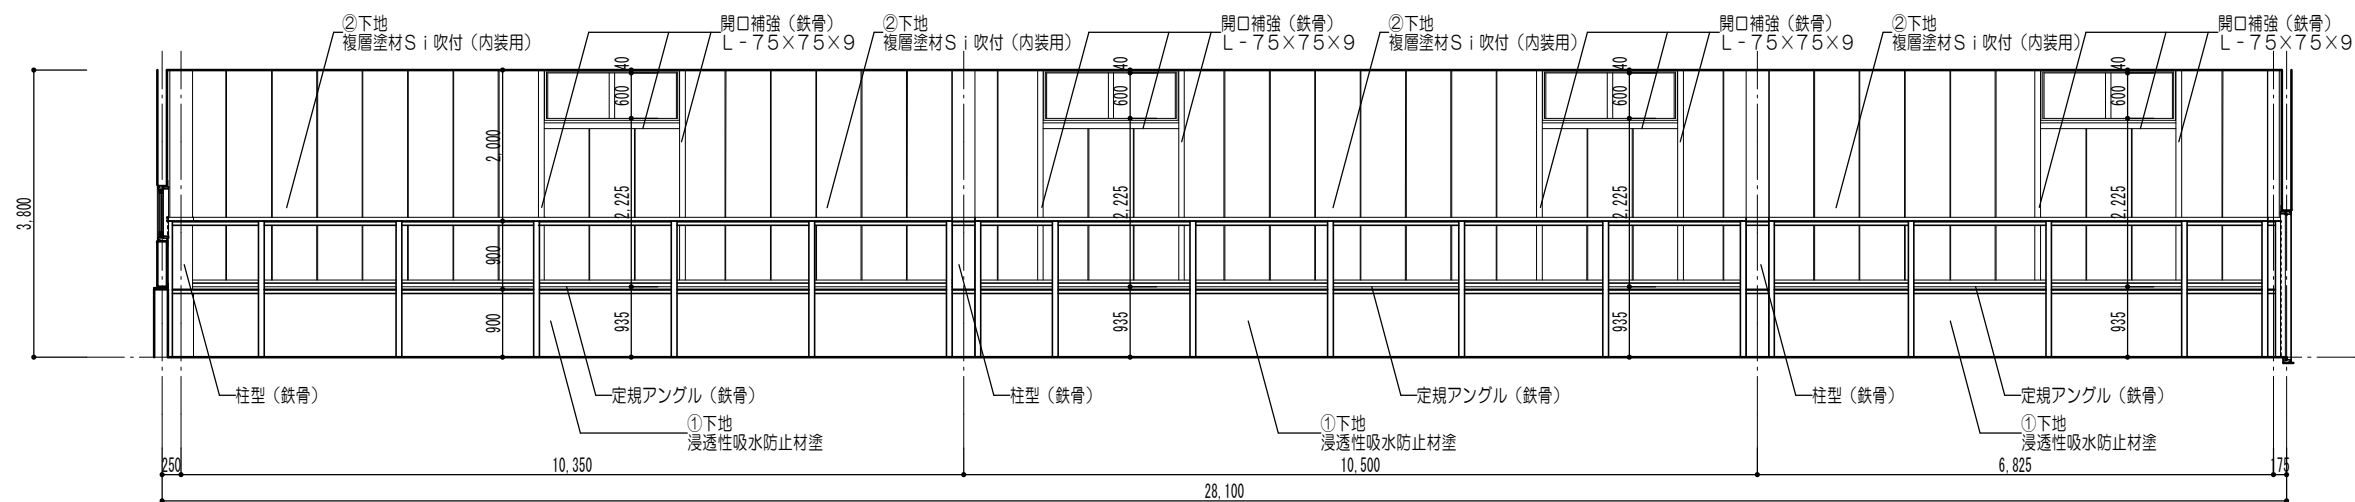 ②下地
複層塗材Ｓｉ吹付（内装用）
開口補強（鉄骨）
Ｌ-７５×７５×９
②下地
複層塗材Ｓｉ吹付（内装用）
開口補強（鉄骨）
Ｌ-７５×７５×９
②下地
複層塗材Ｓｉ吹付（内装用）
開口補強（鉄骨）
Ｌ-７５×７５×９
②下地
複層塗材Ｓｉ吹付（内装用）
開口補強（鉄骨）
Ｌ-７５×７５×９
3,800
2,000
900
900
40
600
2,225
935
40
600
2,225
935
40
600
2,225
935
40
600
2,225
935
柱型（鉄骨）
定規アングル（鉄骨）
①下地
浸透性吸水防止材塗
柱型（鉄骨）
定規アングル（鉄骨）
①下地
浸透性吸水防止材塗
柱型（鉄骨）
定規アングル（鉄骨）
①下地
浸透性吸水防止材塗
250
10,350
10,500
6,825
175
28,100